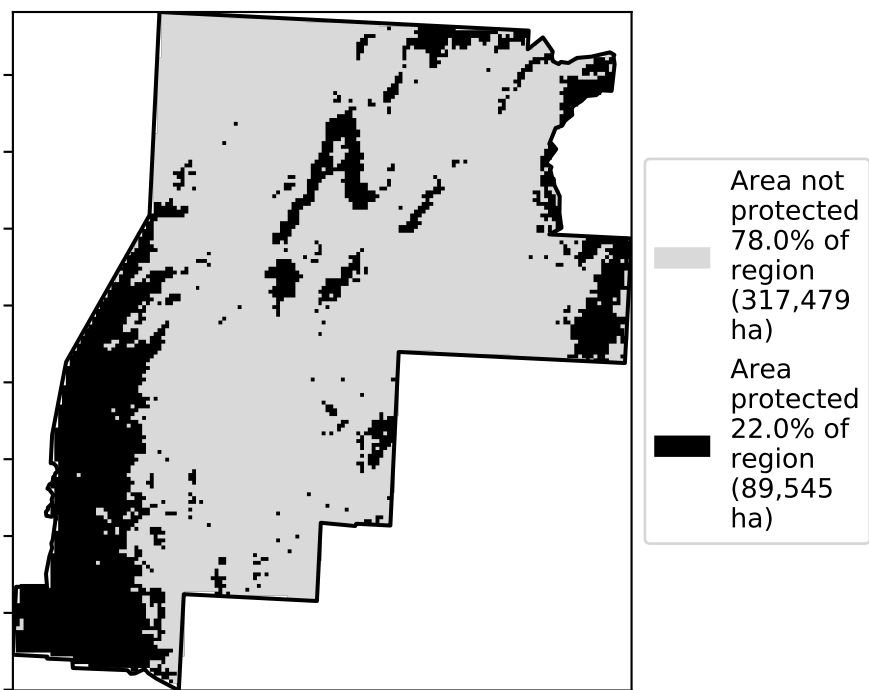 Area not
protected
78.0% of
region
(317,479
ha)
Area
protected
22.0% of
region
(89,545
ha)